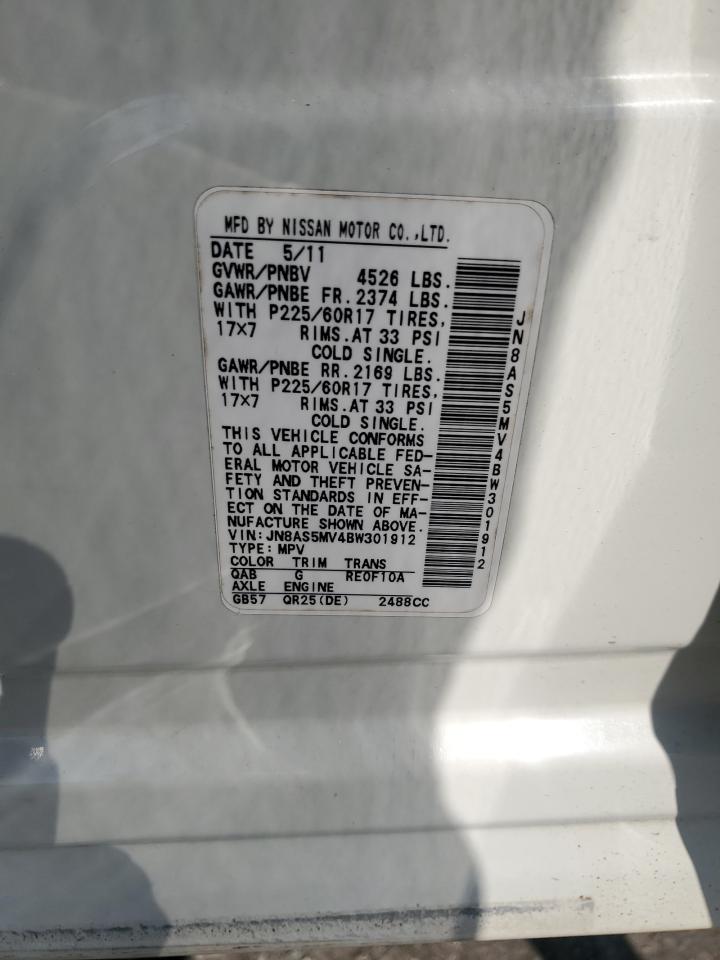 MFD BY NISSAN MOTOR CO.,LTD.
DATE 5/11
GVWR/PNBV 4526 LBS.
GAWR/PNBE FR. 2374 LBS.
WITH P225/60R17 TIRES,
17X7 RIMS.AT 33 PSI
COLD SINGLE.
GAWR/PNBE RR. 2169 LBS.
WITH P225/60R17 TIRES,
17X7 RIMS.AT 33 PSI
COLD SINGLE.
THIS VEHICLE CONFORMS
TO ALL APPLICABLE FED-
ERAL MOTOR VEHICLE SA-
FETY AND THEFT PREVEN-
TION STANDARDS IN EFF-
ECT ON THE DATE OF MA-
NUFACTURE SHOWN ABOVE.
VIN: JN8AS5MV4BW301912
TYPE: MPV
COLOR TRIM TRANS
QAB G RE0F10A
AXLE ENGINE
GB57 QR25(DE) 2488CC
JN8AS5MV4BW301912